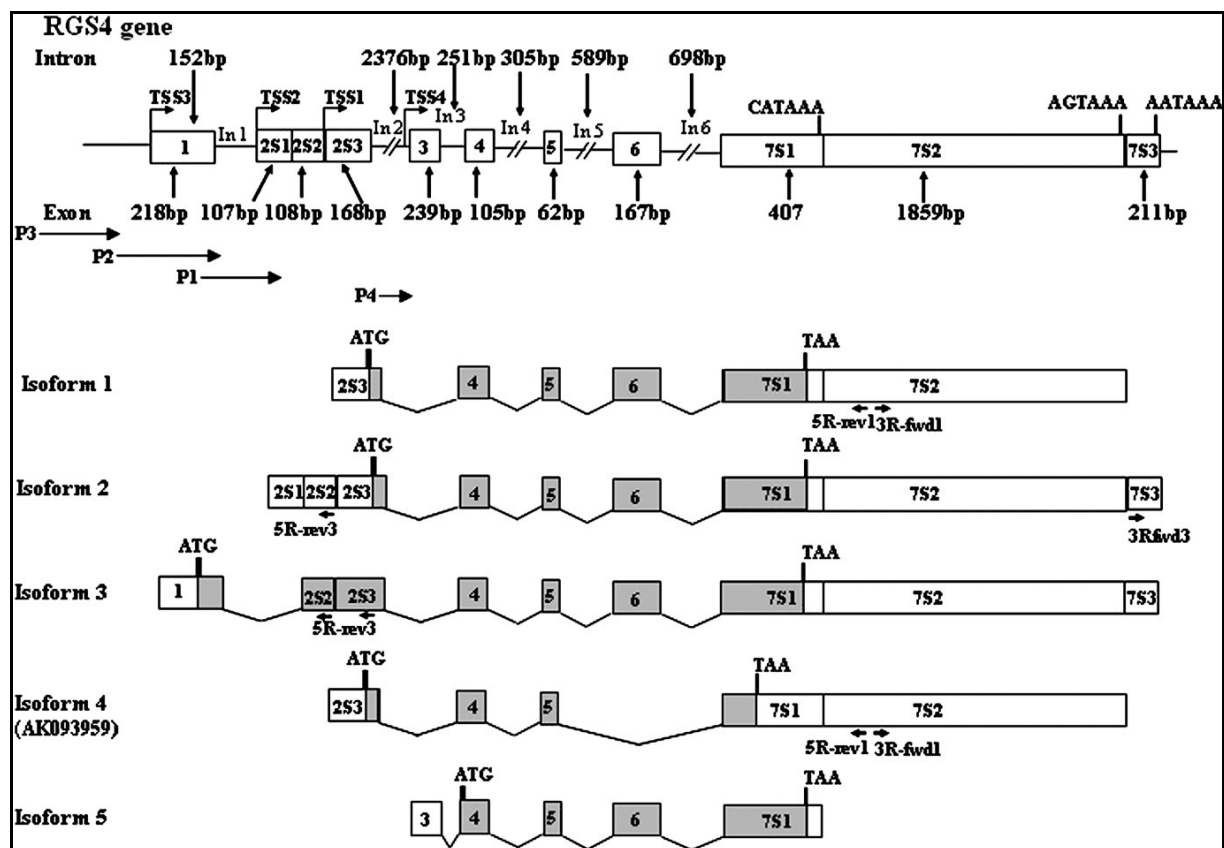 RGS4 gene
Intron 152bp 2376bp 251bp 305bp 589bp 698bp
TSS3 TSS2 TSS1 TSS4 CATAAA AGTAAA AATAAA
In1 In2 In3 In4 In5 In6
1 2S1 2S2 2S3 3 4 5 6 7S1 7S2 7S3
Exon 218bp 107bp 108bp 168bp 239bp 105bp 62bp 167bp 407 1859bp 211bp
P3
P2
P1
P4
ATG TAA
Isoform 1 2S3 4 5 6 7S1 7S2
5R-rev1 3R-fwd1
ATG TAA
Isoform 2 2S1 2S2 2S3 4 5 6 7S1 7S2 7S3
5R-rev3 3Rfwd3
ATG TAA
Isoform 3 1 2S2 2S3 4 5 6 7S1 7S2 7S3
5R-rev3
ATG TAA
Isoform 4 2S3 4 5 7S1 7S2
(AK093959)
5R-rev1 3R-fwd1
ATG TAA
Isoform 5 3 4 5 6 7S1